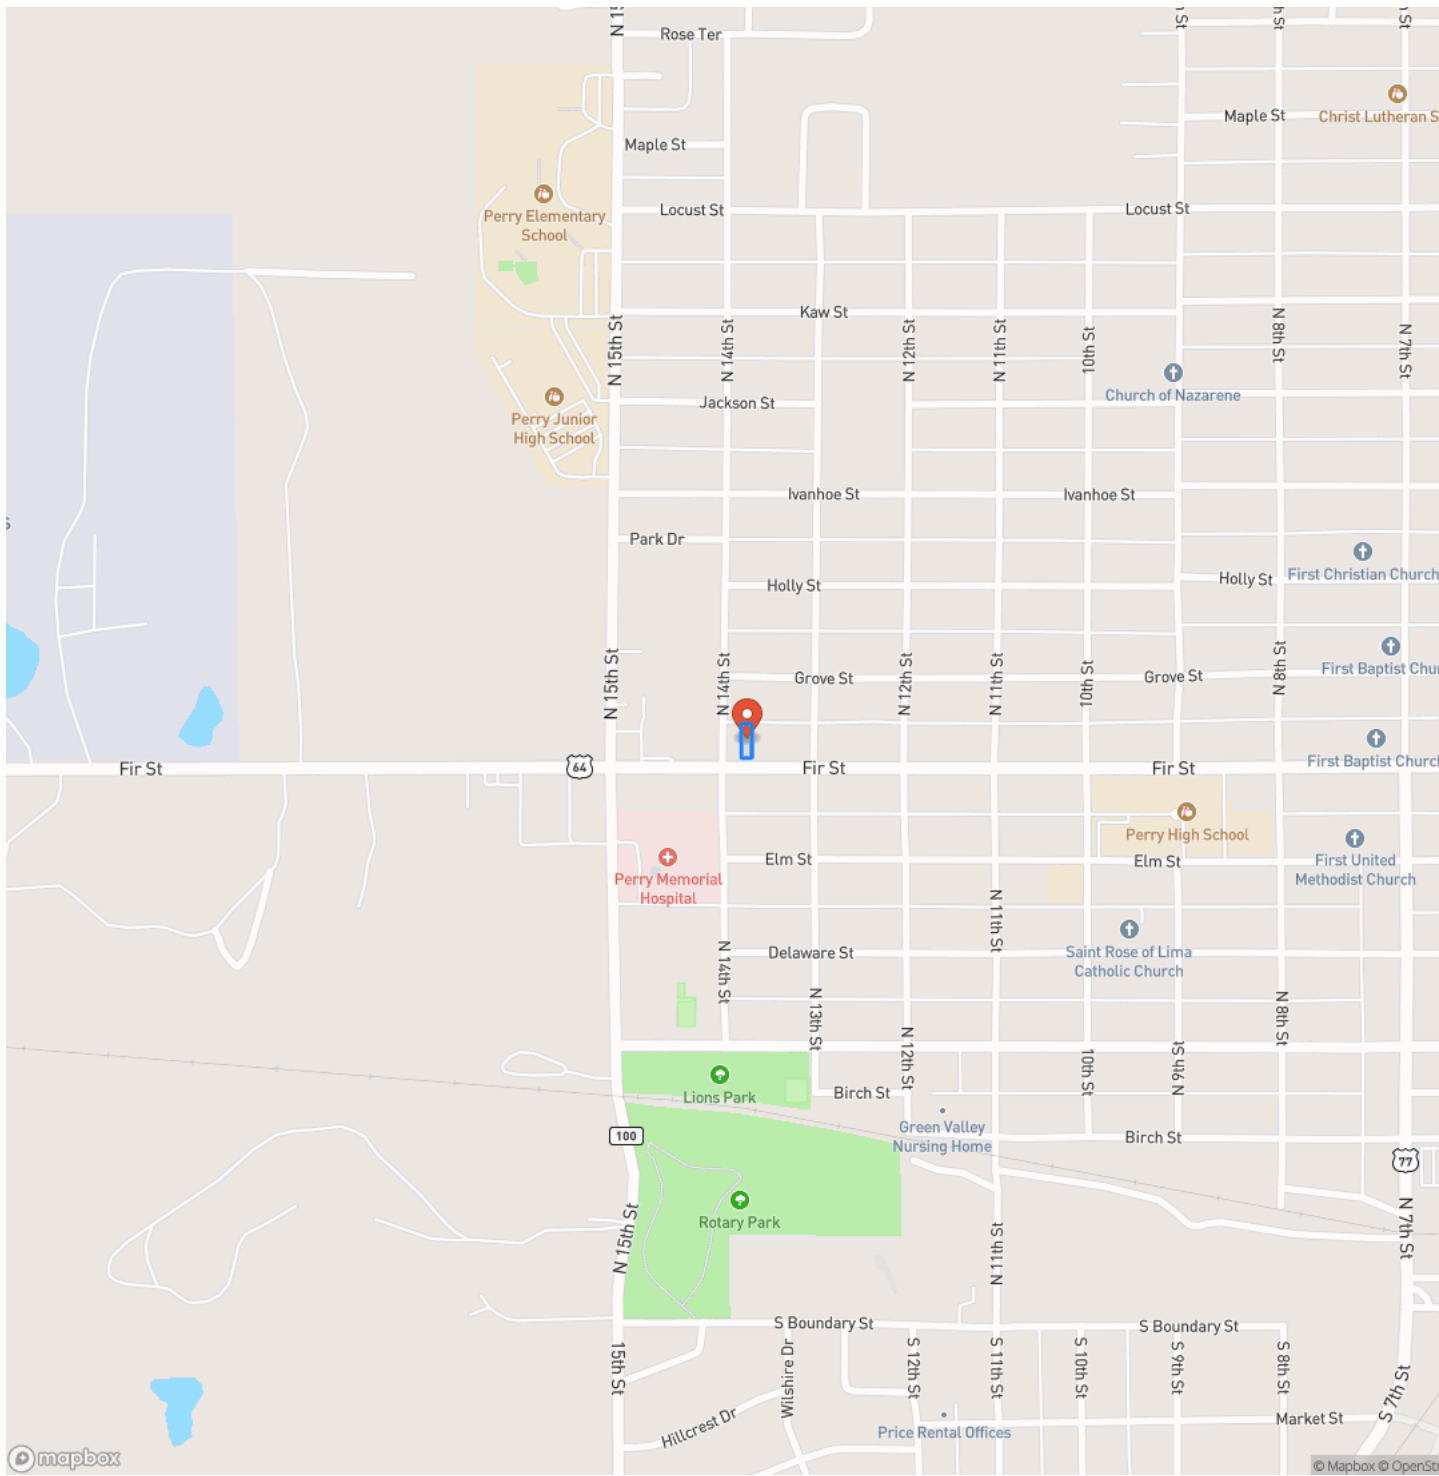 N 15
Rose Ter
h St
h St
Maple St
Christ Lutheran S
Maple St
Perry Elementary
School
Locust St
Locust St
Kaw St
N 15th St
N 14th St
N 12th St
N 11th St
10th St
N 8th St
N 7th St
Church of Nazarene
Jackson St
Perry Junior
High School
Ivanhoe St
Ivanhoe St
s
Park Dr
Holly St
Holly St
First Christian Church
N 15th St
N 14th St
Grove St
N 12th St
N 11th St
10th St
Grove St
N 8th St
First Baptist Chur
Fir St
64
Fir St
Fir St
First Baptist Church
Perry High School
Elm St
Elm St
First United
Methodist Church
Perry Memorial
Hospital
N 11th St
Delaware St
Saint Rose of Lima
Catholic Church
N 14th St
N 13th St
N 12th St
10th St
N 9th St
N 8th St
Lions Park
Birch St
Green Valley
Nursing Home
Birch St
100
77
Rotary Park
N 15th St
N 11th St
N 7th St
S Boundary St
S Boundary St
15th St
Wilshire Dr
S 12th St
S 11th St
S 10th St
S 9th St
S 8th St
S 7th St
Hillcrest Dr
Price Rental Offices
Market St
mapbox
© Mapbox © OpenStr